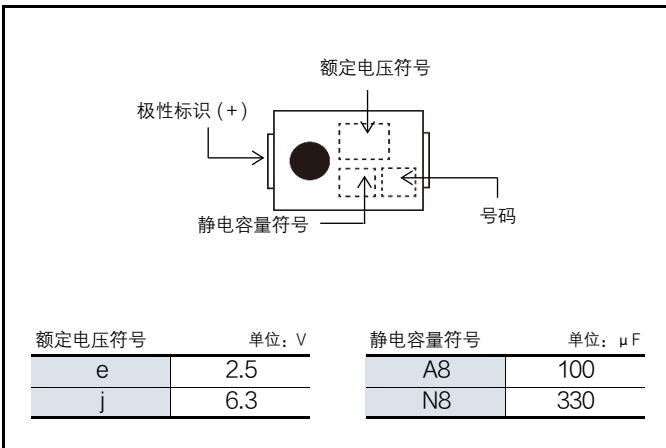 额定电压符号
极性标识 (+)
静电容量符号
号码
额定电压符号 单位：V
e 2.5
j 6.3
静电容量符号 单位：μF
A8 100
N8 330